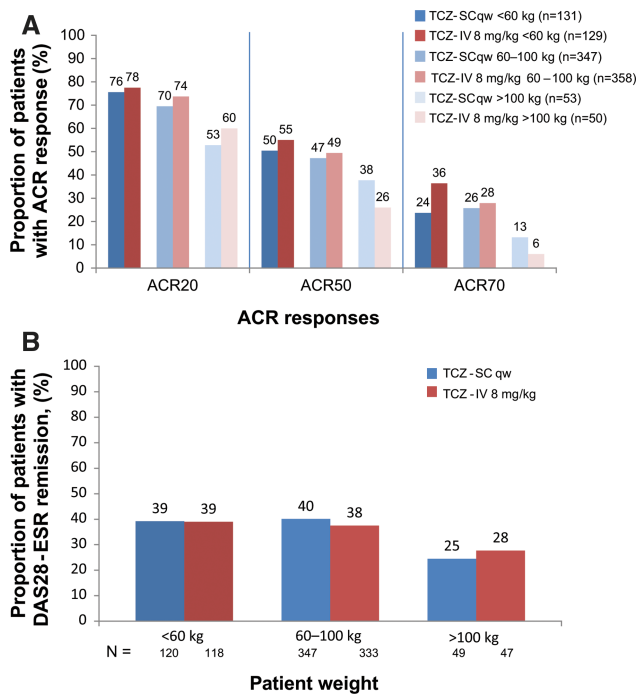 A
TCZ-SCqw <60 kg (n=131)
TCZ-IV 8 mg/kg <60 kg (n=129)
TCZ-SCqw 60–100 kg (n=347)
TCZ-IV 8 mg/kg 60–100 kg (n=358)
TCZ-SCqw >100 kg (n=53)
TCZ-IV 8 mg/kg >100 kg (n=50)
Proportion of patients
with ACR response (%)
100
90
80
70
60
50
40
30
20
10
0
76 78
70 74
53 60
50 55
47 49
38 26
24 36
26 28
13 6
ACR20 ACR50 ACR70
ACR responses
B
TCZ-SC qw
TCZ-IV 8 mg/kg
Proportion of patients with
DAS28-ESR remission, (%)
100
90
80
70
60
50
40
30
20
10
0
39 39 40 38 25 28
<60 kg 60–100 kg >100 kg
N = 120 118 347 333 49 47
Patient weight